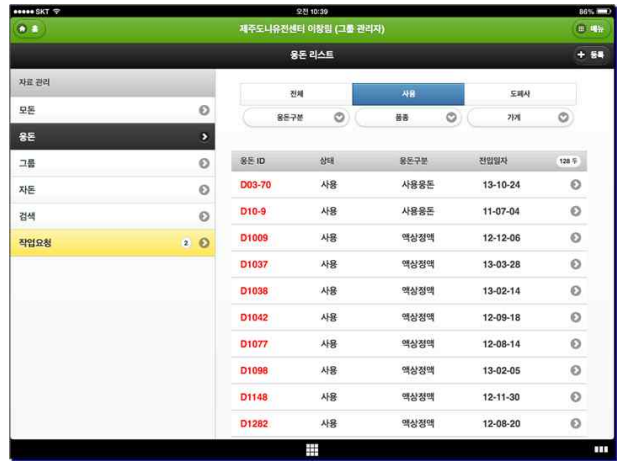 ●●●●● SKT 오전 10:39 86%
홈 제주도니유전센터 이창림 (그룹 관리자) 메뉴
웅돈 리스트 + 등록
자료 관리
모돈
웅돈
그룹
자돈
검색
작업요청 2
전체 사용 도폐사
웅돈구분 품종 가계
웅돈 ID 상태 웅돈구분 전입일자 128 두
D03-70 사용 사용웅돈 13-10-24
D10-9 사용 사용웅돈 11-07-04
D1009 사용 액상정액 12-12-06
D1037 사용 액상정액 13-03-28
D1038 사용 액상정액 13-02-14
D1042 사용 액상정액 12-09-18
D1077 사용 액상정액 12-08-14
D1098 사용 액상정액 13-02-05
D1148 사용 액상정액 12-11-30
D1282 사용 액상정액 12-08-20